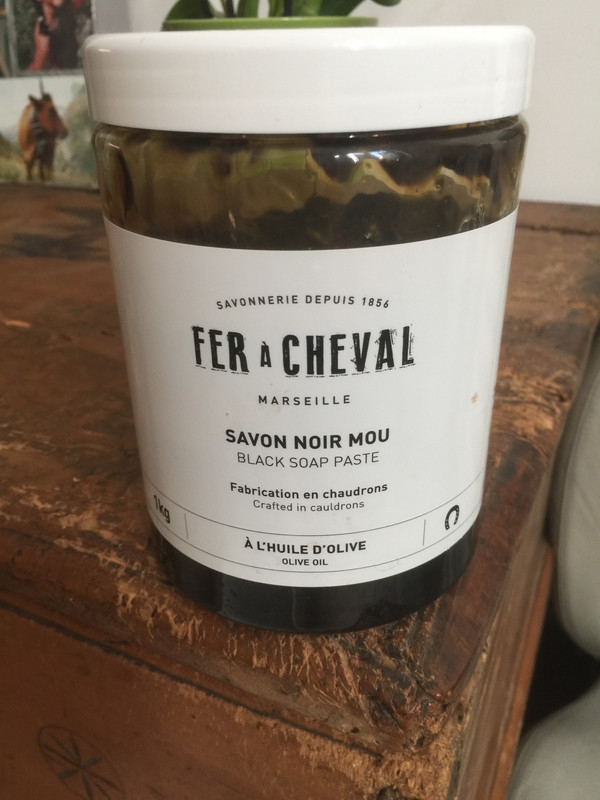 SAVONNERIE DEPUIS 1856
FER À CHEVAL
MARSEILLE
SAVON NOIR MOU
BLACK SOAP PASTE
Fabrication en chaudrons
Crafted in cauldrons
1kg
À L'HUILE D'OLIVE
OLIVE OIL